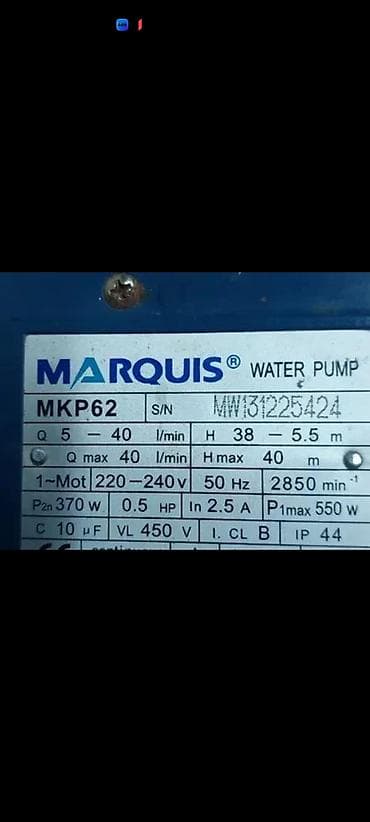 MARQUIS® WATER PUMP
MKP62 S/N MW131225424
Q 5 – 40 l/min H 38 – 5.5 m
Q max 40 l/min H max 40 m
1~Mot 220–240v 50 Hz 2850 min⁻¹
P2n 370 W 0.5 HP In 2.5 A P1max 550 W
C 10 µF VL 450 V I. CL B IP 44